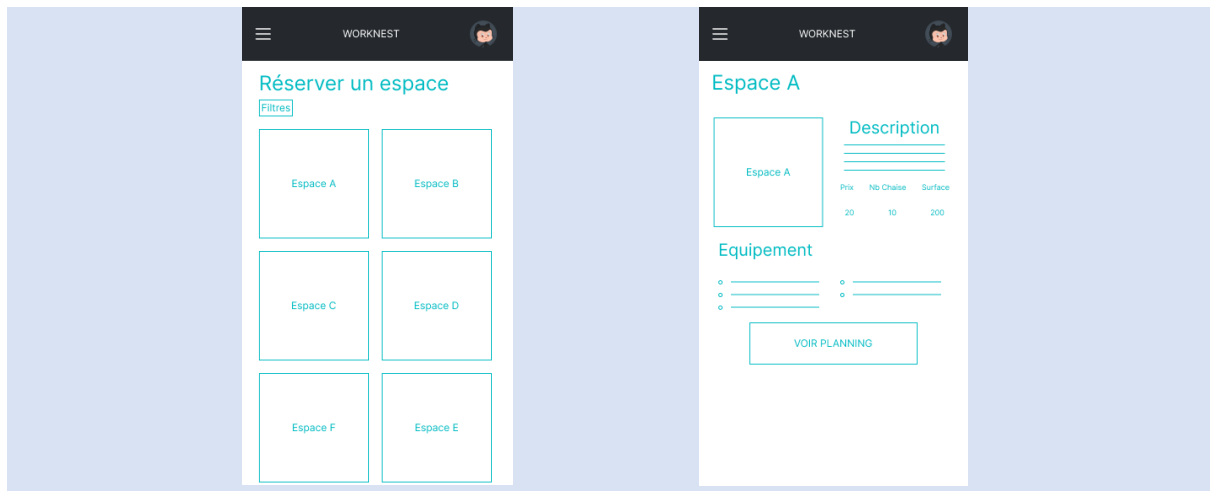 WORKNEST
Réserver un espace
Filtres
Espace A
Espace B
Espace C
Espace D
Espace F
Espace E
WORKNEST
Espace A
Espace A
Description
Prix Nb Chaise Surface
20 10 200
Equipement
VOIR PLANNING